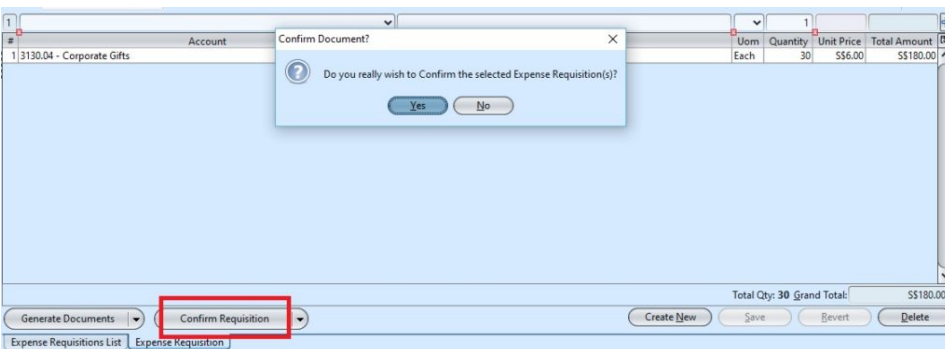 1 1
# Account Uom Quantity Unit Price Total Amount
1 3130.04 - Corporate Gifts Each 30 S$6.00 S$180.00
Confirm Document?
Do you really wish to Confirm the selected Expense Requisition(s)?
Yes No
Total Qty: 30 Grand Total: S$180.00
Generate Documents Confirm Requisition Create New Save Revert Delete
Expense Requisitions List Expense Requisition